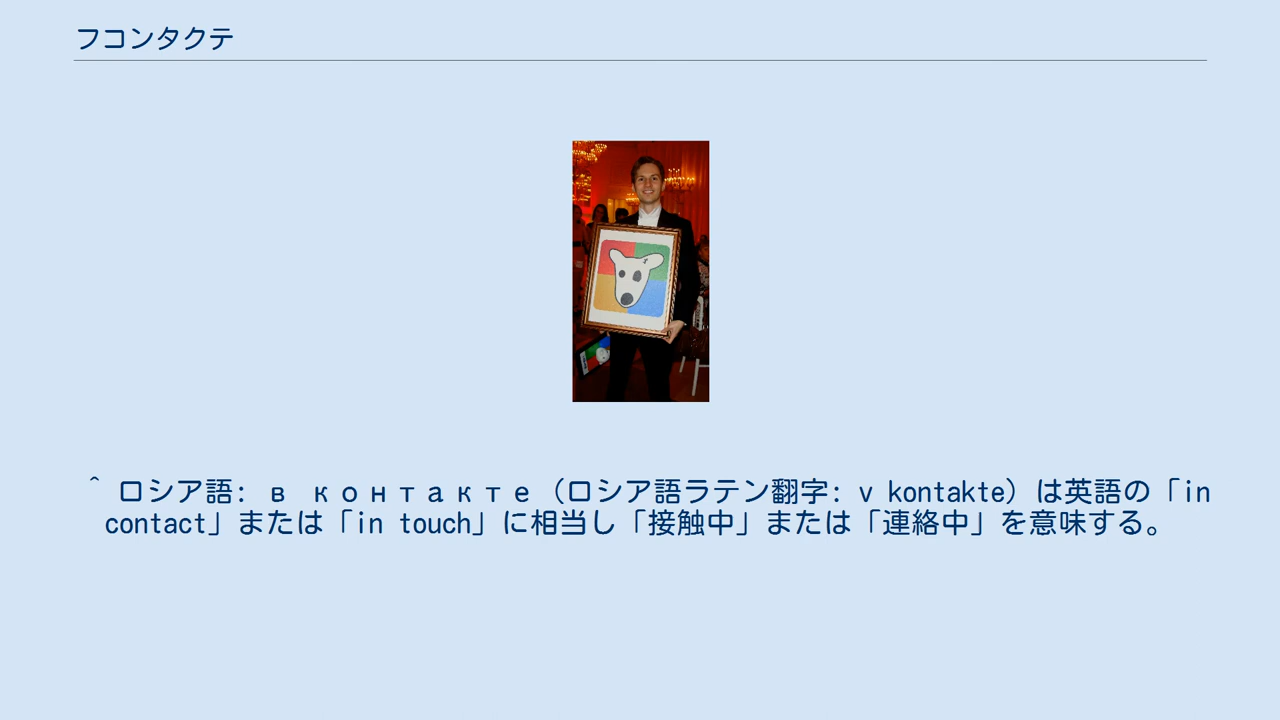 フコンタクテ
^ ロシア語: в контакте（ロシア語ラテン翻字: v kontakte）は英語の「in
contact」または「in touch」に相当し「接触中」または「連絡中」を意味する。